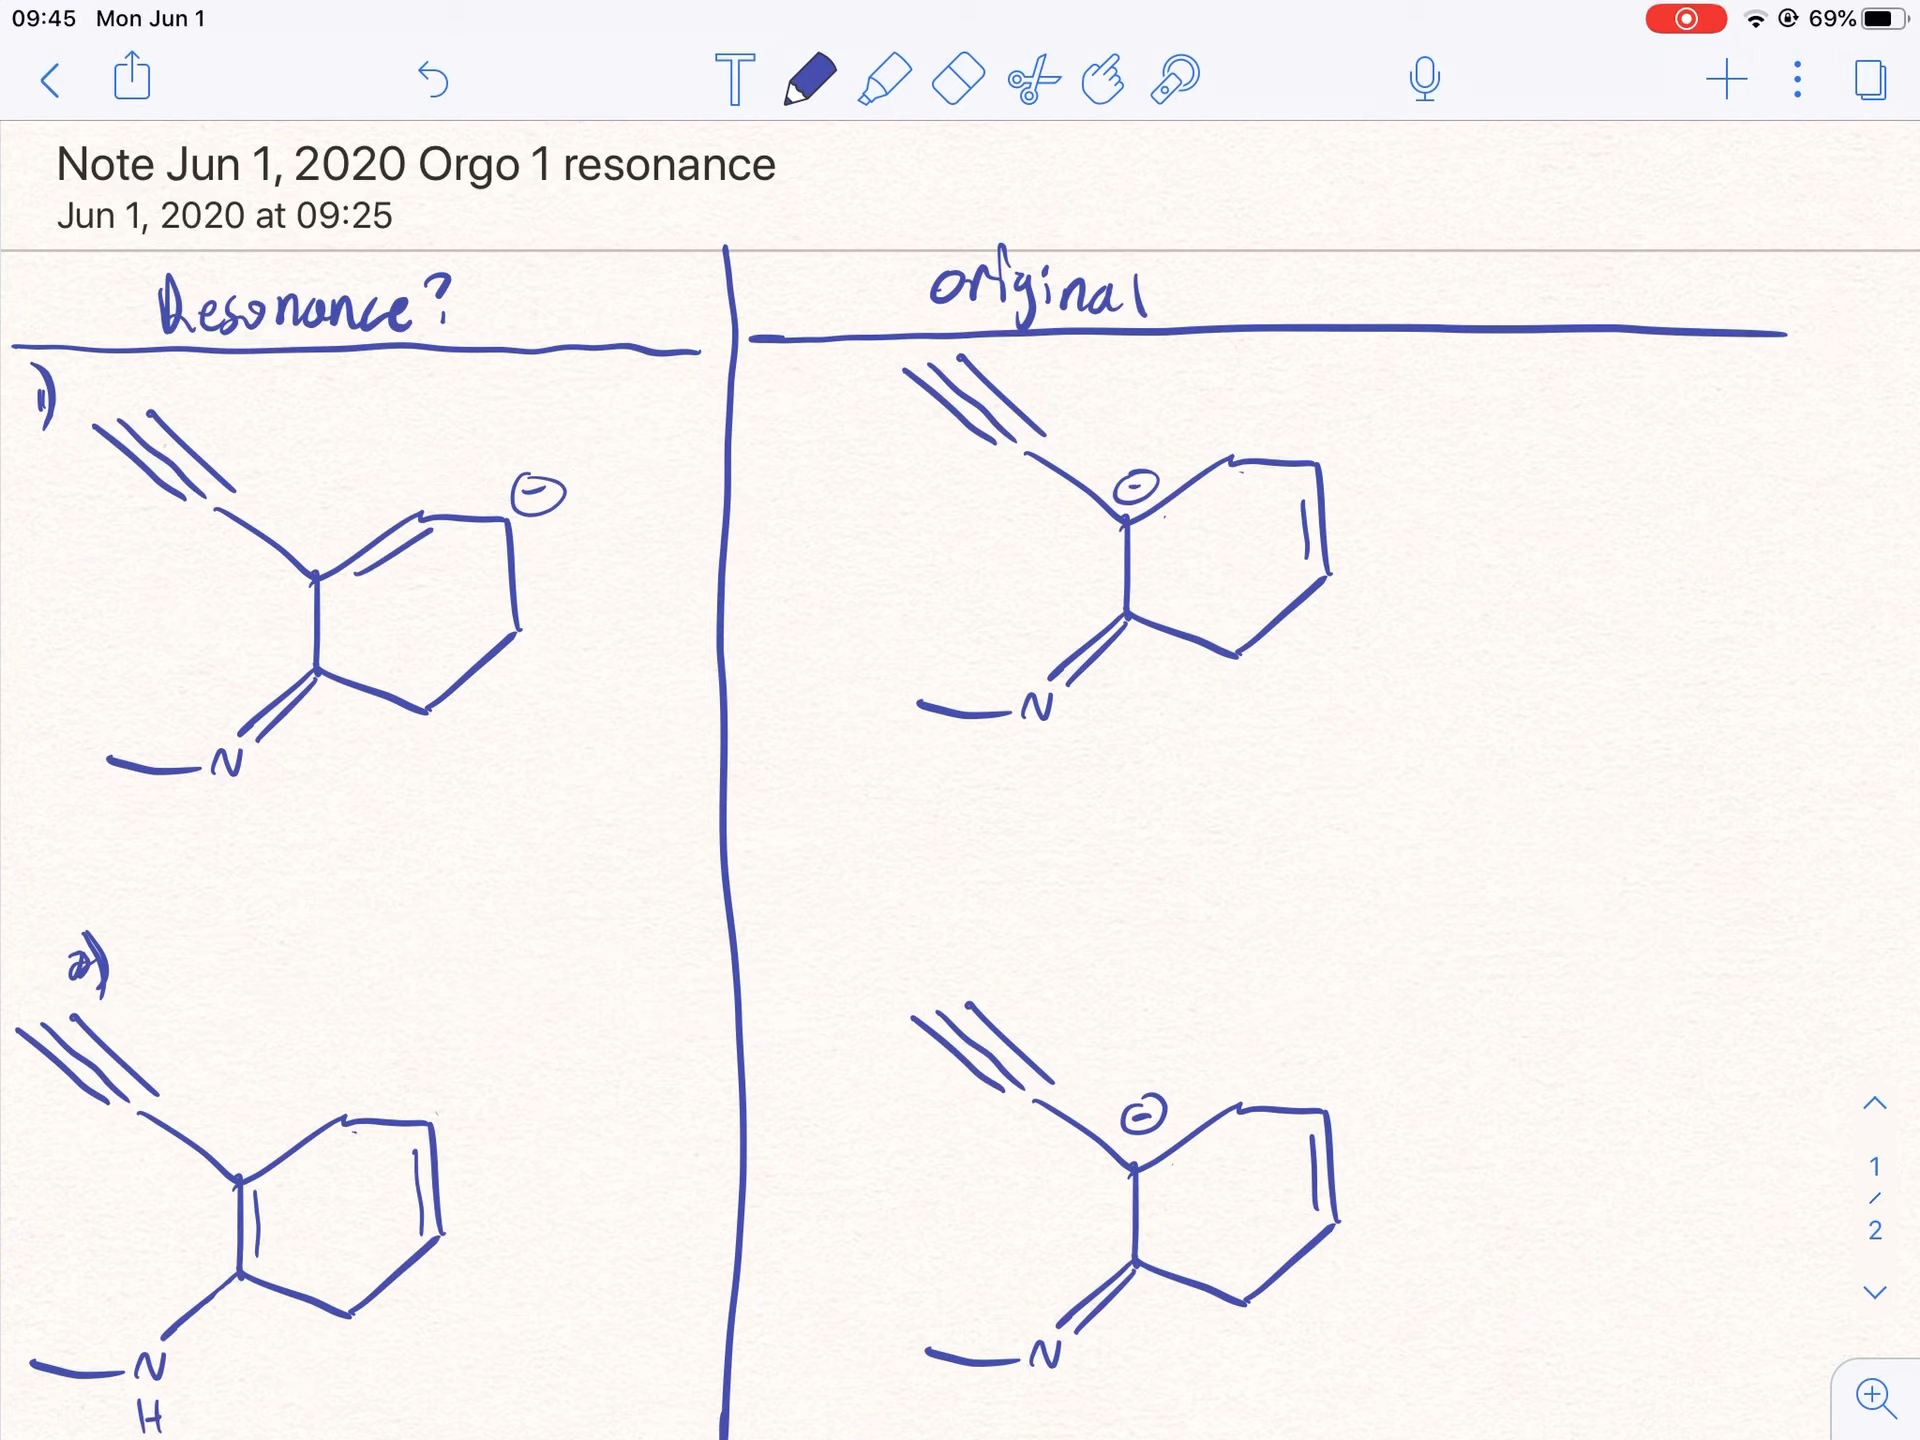 09:45 Mon Jun 1
69%
T
Note Jun 1, 2020 Orgo 1 resonance
Jun 1, 2020 at 09:25
Resonance?
original
1)
N
N
2)
N
H
N
1
/
2